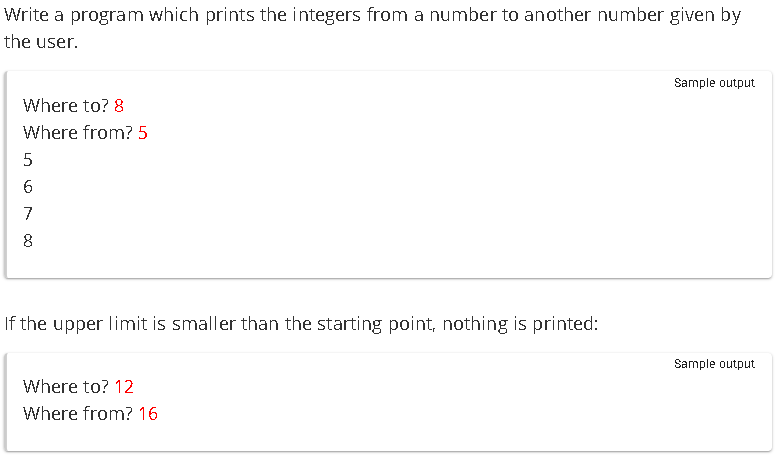 Write a program which prints the integers from a number to another number given by
the user.
Sample output
Where to? 8
Where from? 5
5
6
7
8
If the upper limit is smaller than the starting point, nothing is printed:
Sample output
Where to? 12
Where from? 16